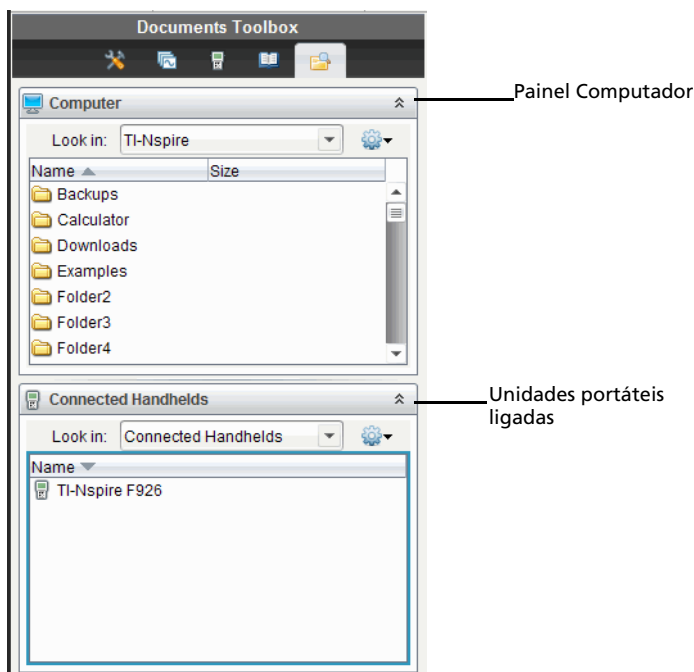 Documents Toolbox
Computer
Painel Computador
Look in: TI-Nspire
Name Size
Backups
Calculator
Downloads
Examples
Folder2
Folder3
Folder4
Connected Handhelds
Unidades portáteis
ligadas
Look in: Connected Handhelds
Name
TI-Nspire F926